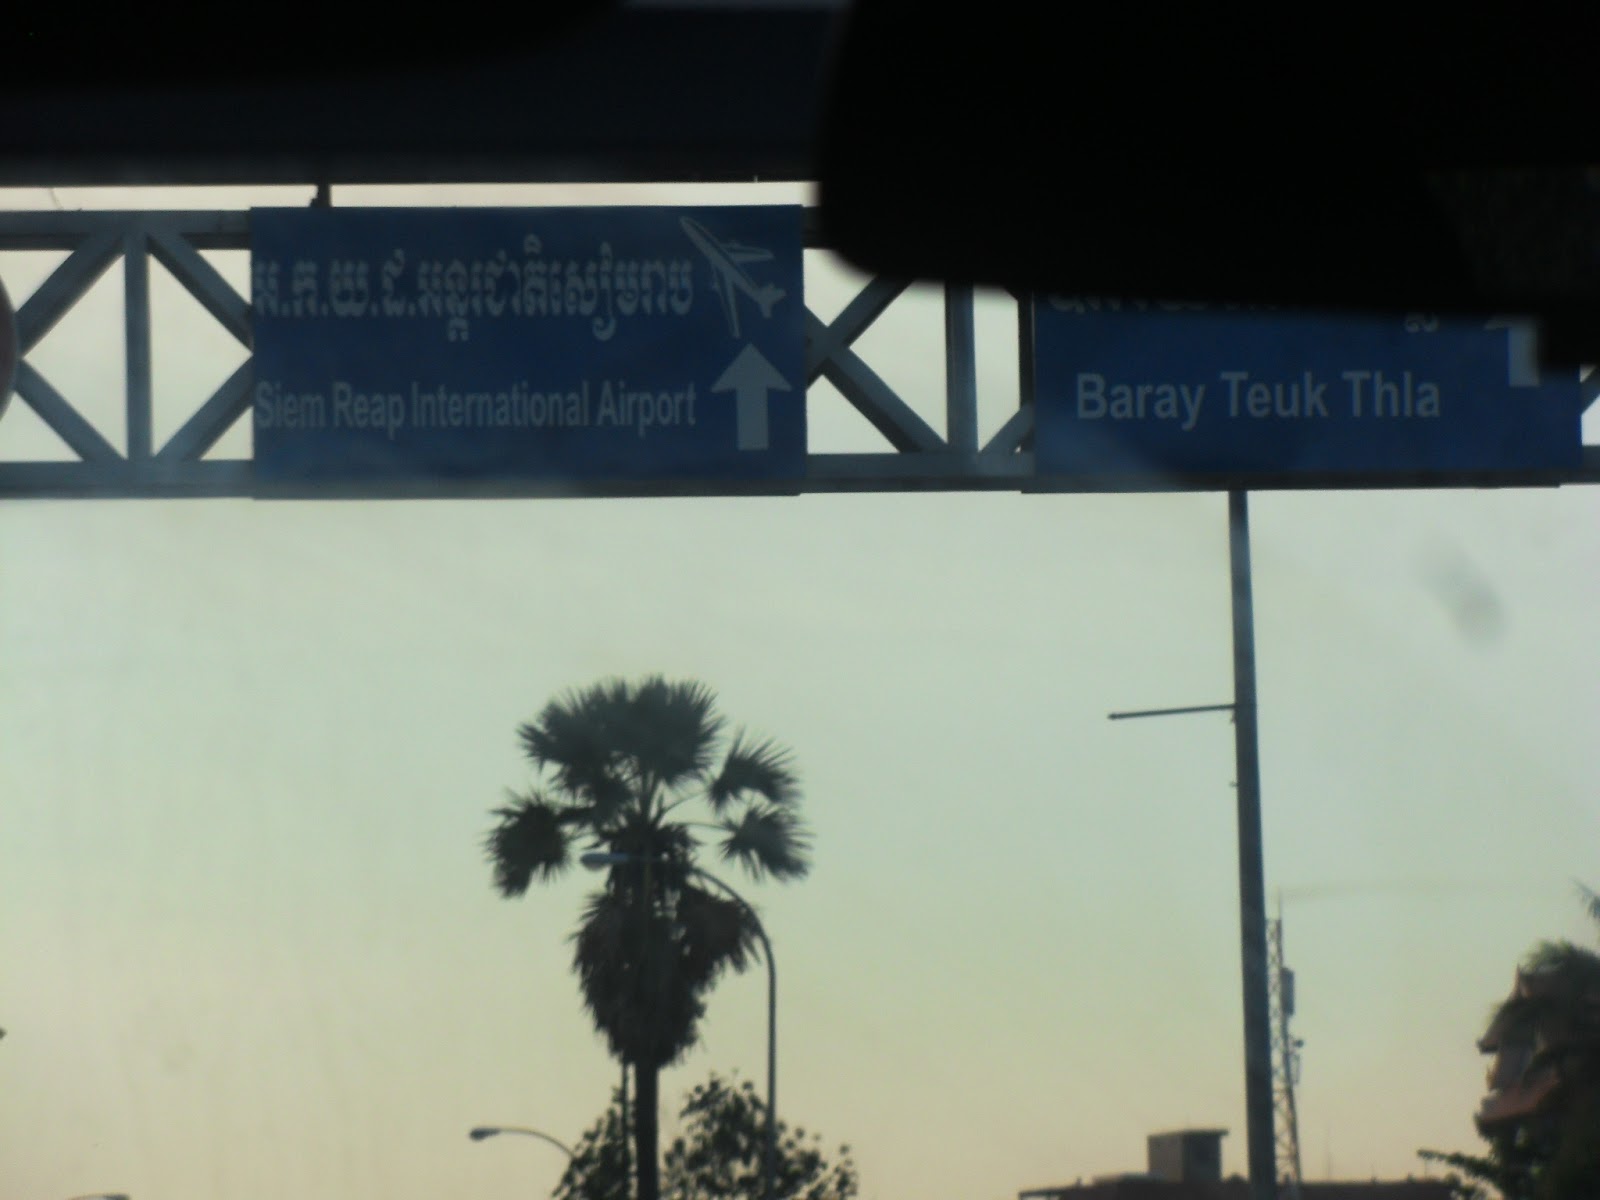 អ.ក.យ.ដ.អន្តរជាតិសៀមរាប
Siem Reap International Airport
Baray Teuk Thla